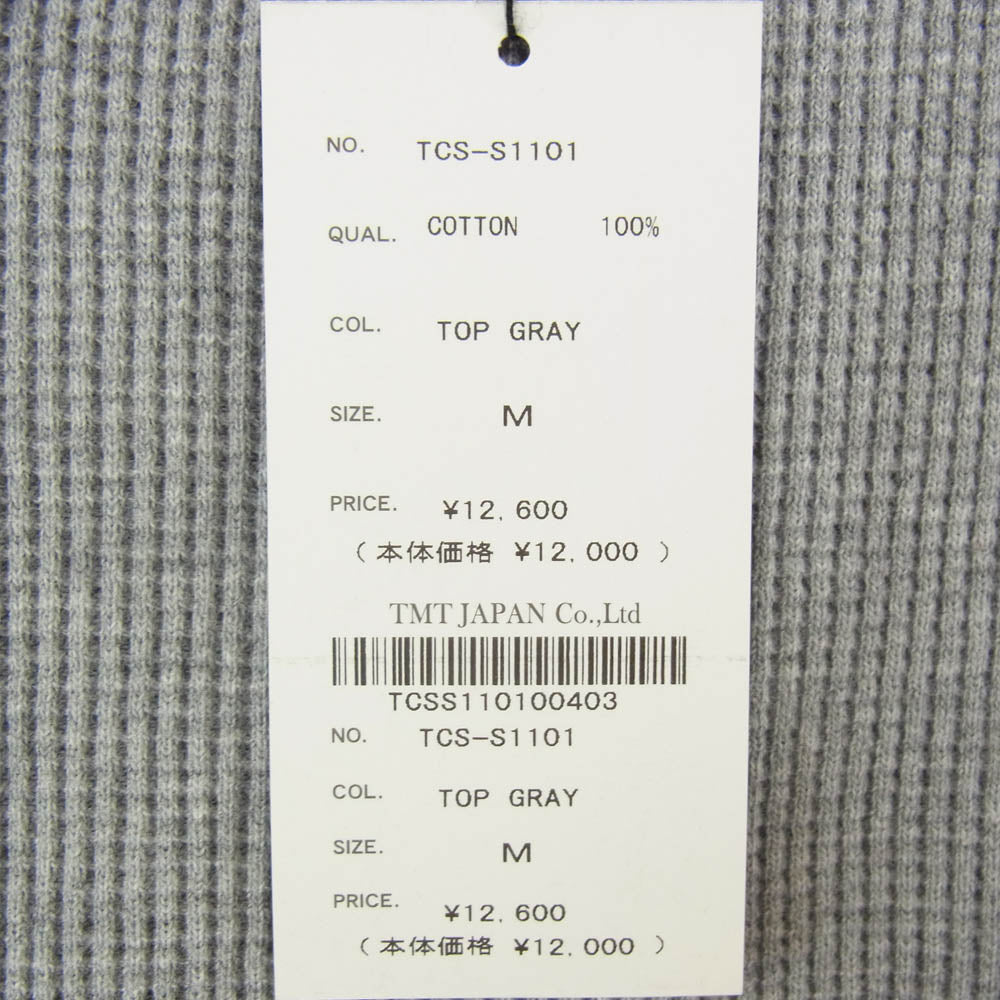 NO. TCS-S1101
QUAL. COTTON 100%
COL. TOP GRAY
SIZE. M
PRICE. ¥12,600
(本体価格 ¥12,000 )
TMT JAPAN Co.,Ltd
TCSS110100403
NO. TCS-S1101
COL. TOP GRAY
SIZE. M
PRICE. ¥12,600
(本体価格 ¥12,000 )